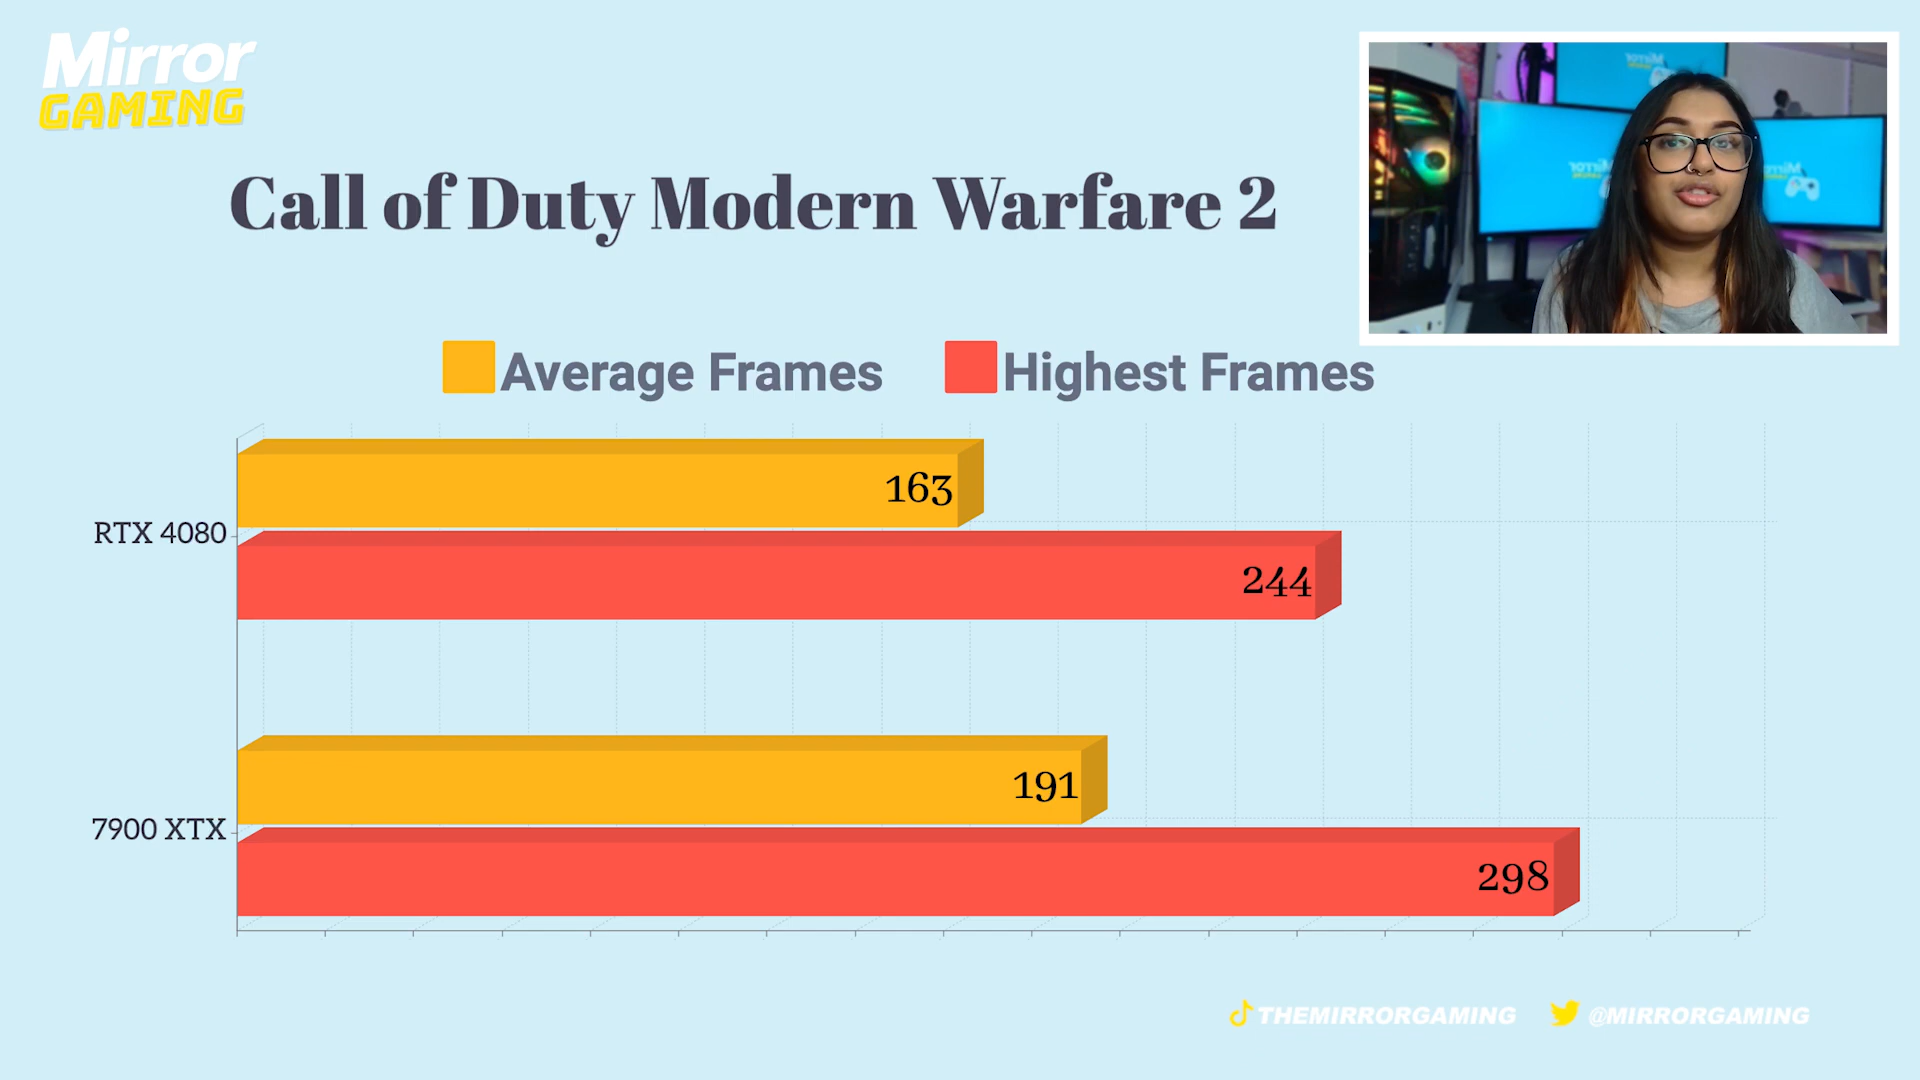 Mirror
GAMING
Call of Duty Modern Warfare 2
Average Frames
Highest Frames
RTX 4080
163
244
7900 XTX
191
298
THEMIRRORGAMING
@MIRRORGAMING